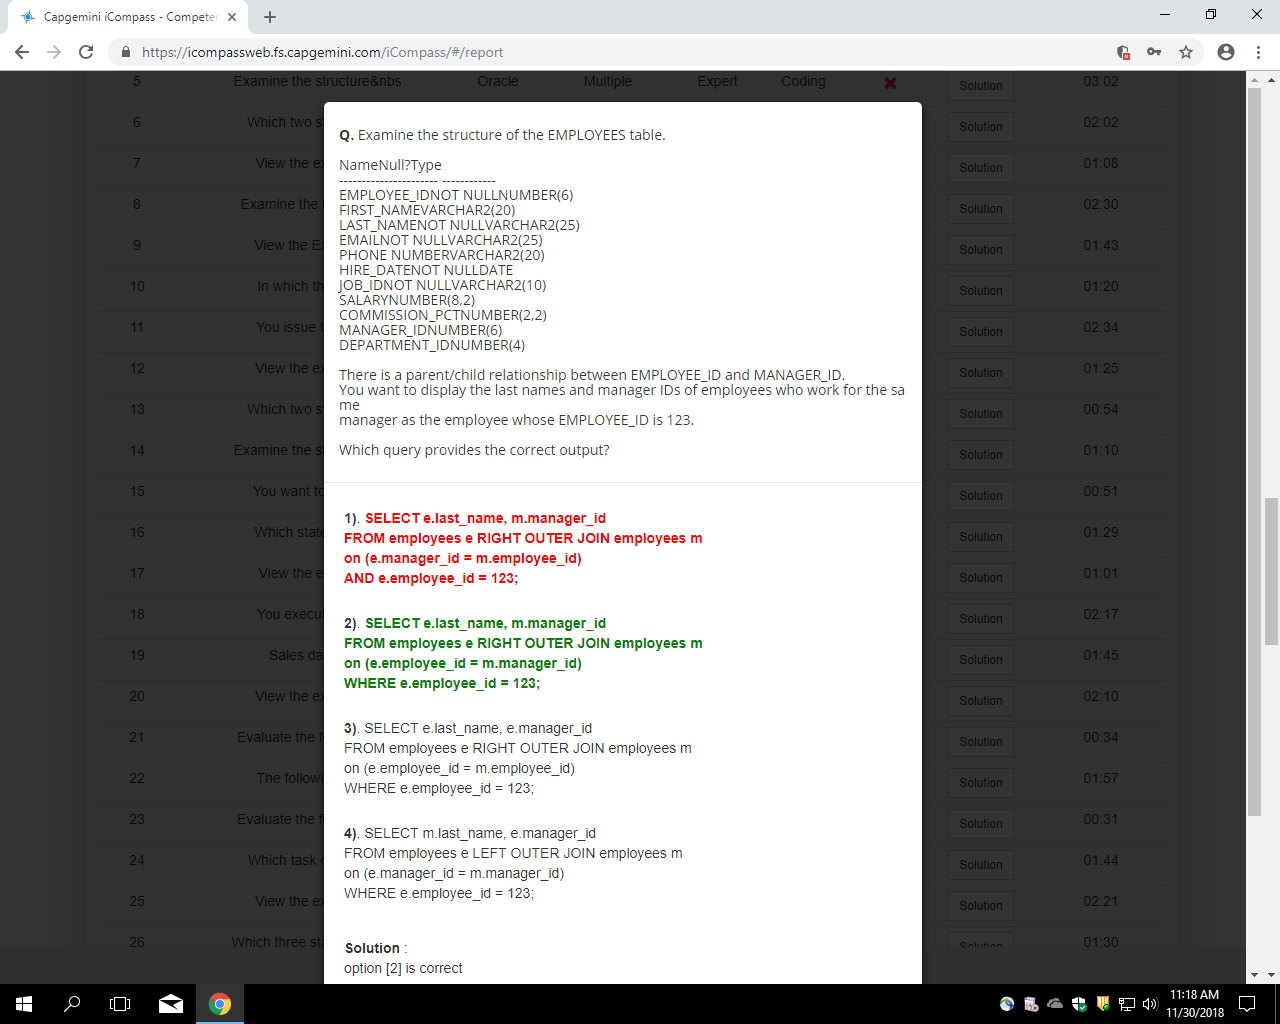 Capgemini iCompass - Competer
https://icompassweb.fs.capgemini.com/iCompass/#/report
5 Examine the structure&nbs Oracle Multiple Expert Coding Solution 03:02
6 Which two s Solution 02:02
7 View the e Solution 01:08
8 Examine the Solution 02:30
9 View the E Solution 01:43
10 In which th Solution 01:20
11 You issue t Solution 02:34
12 View the e Solution 01:25
13 Which two s Solution 00:54
14 Examine the s Solution 01:10
15 You want to Solution 00:51
16 Which state Solution 01:29
17 View the e Solution 01:01
18 You execu Solution 02:17
19 Sales da Solution 01:45
20 View the ex Solution 02:10
21 Evaluate the f Solution 00:34
22 The followi Solution 01:57
23 Evaluate the f Solution 00:31
24 Which task Solution 01:44
25 View the e Solution 02:21
26 Which three st Solution 01:30
Q. Examine the structure of the EMPLOYEES table.
NameNull?Type
---------------------- ------------
EMPLOYEE_IDNOT NULLNUMBER(6)
FIRST_NAMEVARCHAR2(20)
LAST_NAMENOT NULLVARCHAR2(25)
EMAILNOT NULLVARCHAR2(25)
PHONE NUMBERVARCHAR2(20)
HIRE_DATENOT NULLDATE
JOB_IDNOT NULLVARCHAR2(10)
SALARYNUMBER(8,2)
COMMISSION_PCTNUMBER(2,2)
MANAGER_IDNUMBER(6)
DEPARTMENT_IDNUMBER(4)
There is a parent/child relationship between EMPLOYEE_ID and MANAGER_ID.
You want to display the last names and manager IDs of employees who work for the sa
me
manager as the employee whose EMPLOYEE_ID is 123.
Which query provides the correct output?
1). SELECT e.last_name, m.manager_id
FROM employees e RIGHT OUTER JOIN employees m
on (e.manager_id = m.employee_id)
AND e.employee_id = 123;
2). SELECT e.last_name, m.manager_id
FROM employees e RIGHT OUTER JOIN employees m
on (e.employee_id = m.manager_id)
WHERE e.employee_id = 123;
3). SELECT e.last_name, e.manager_id
FROM employees e RIGHT OUTER JOIN employees m
on (e.employee_id = m.employee_id)
WHERE e.employee_id = 123;
4). SELECT m.last_name, e.manager_id
FROM employees e LEFT OUTER JOIN employees m
on (e.manager_id = m.manager_id)
WHERE e.employee_id = 123;
Solution :
option [2] is correct
11:18 AM
11/30/2018